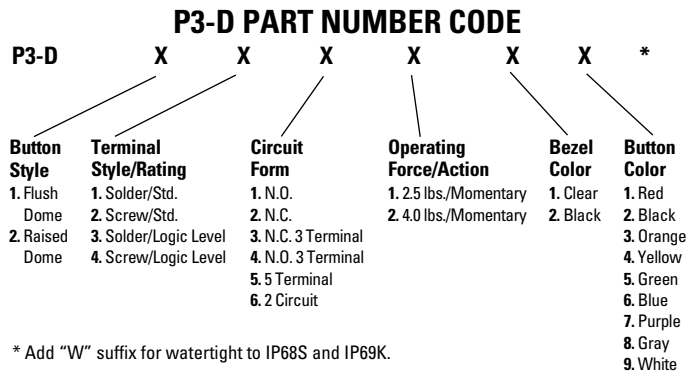 P3-D PART NUMBER CODE
P3-D X X X X X X *
Button Style
1. Flush Dome
2. Raised Dome
Terminal Style/Rating
1. Solder/Std.
2. Screw/Std.
3. Solder/Logic Level
4. Screw/Logic Level
Circuit Form
1. N.O.
2. N.C.
3. N.C. 3 Terminal
4. N.O. 3 Terminal
5. 5 Terminal
6. 2 Circuit
Operating Force/Action
1. 2.5 lbs./Momentary
2. 4.0 lbs./Momentary
Bezel Color
1. Clear
2. Black
Button Color
1. Red
2. Black
3. Orange
4. Yellow
5. Green
6. Blue
7. Purple
8. Gray
9. White
* Add “W” suffix for watertight to IP68S and IP69K.